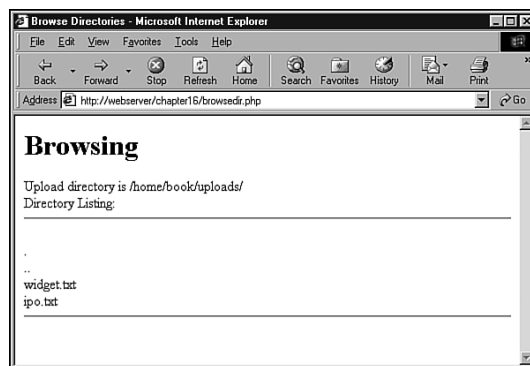 Browse Directories - Microsoft Internet Explorer
File Edit View Favorites Tools Help
Back Forward Stop Refresh Home Search Favorites History Mail Print »
Address http://webserver/chapter16/browsedir.php Go
Browsing
Upload directory is /home/book/uploads/
Directory Listing:
.
..
widget.txt
ipo.txt